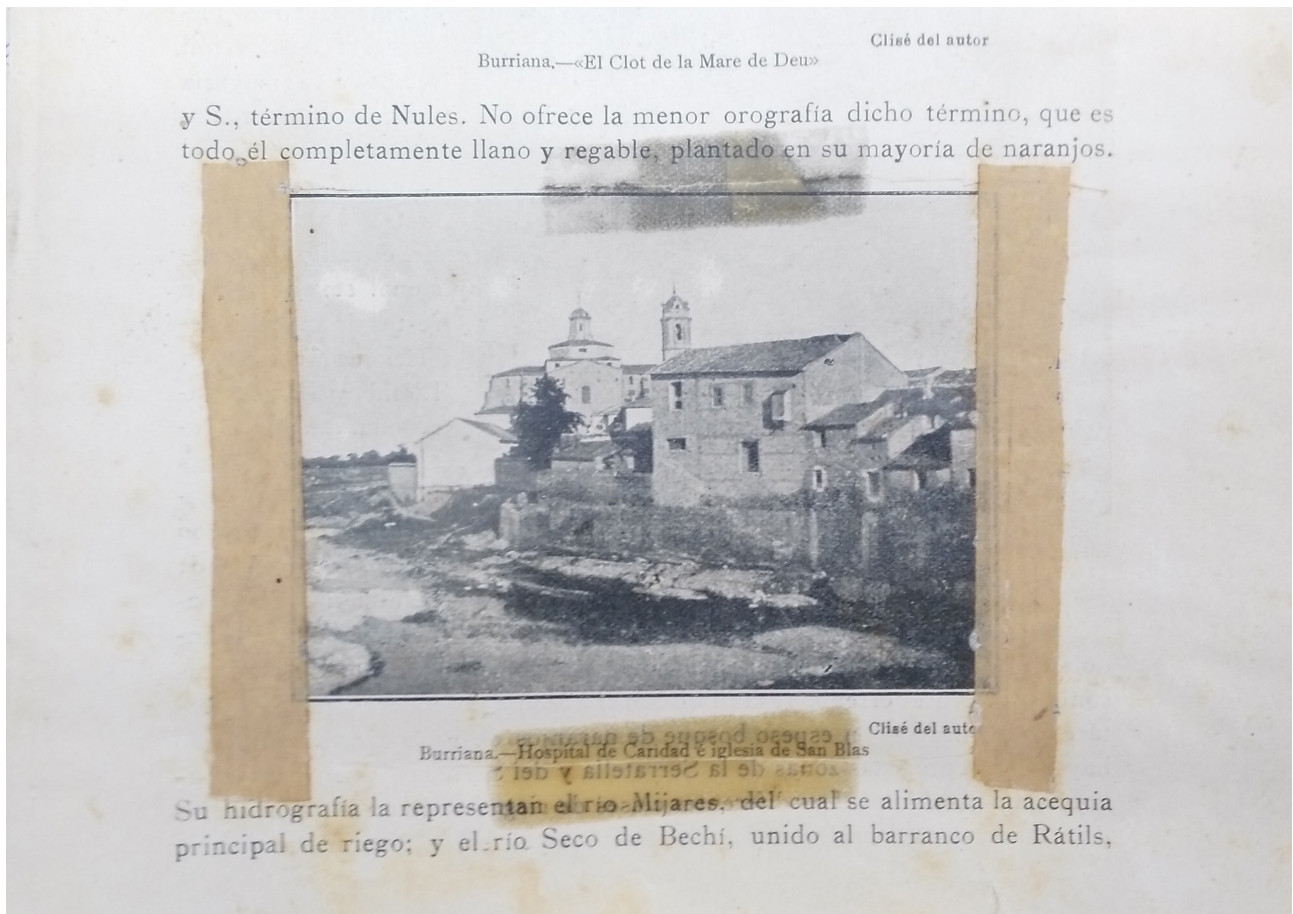 Clisé del autor
Burriana,—«El Clot de la Mare de Deu»
y S., término de Nules. No ofrece la menor orografía dicho término, que es
todo él completamente llano y regable, plantado en su mayoría de naranjos.
Clisé del auto
Burriana.—Hospital de Caridad é iglesia de San Blas
Su hidrografía la representan el río Mijares, del cual se alimenta la acequia
principal de riego; y el río Seco de Bechí, unido al barranco de Rátils,